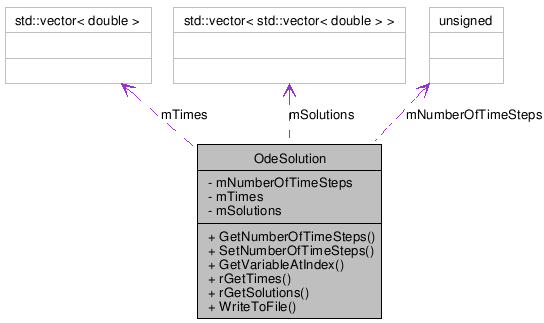 std::vector< double >
std::vector< std::vector< double > >
unsigned
mTimes
mSolutions
mNumberOfTimeSteps
OdeSolution
- mNumberOfTimeSteps
- mTimes
- mSolutions
+ GetNumberOfTimeSteps()
+ SetNumberOfTimeSteps()
+ GetVariableAtIndex()
+ rGetTimes()
+ rGetSolutions()
+ WriteToFile()